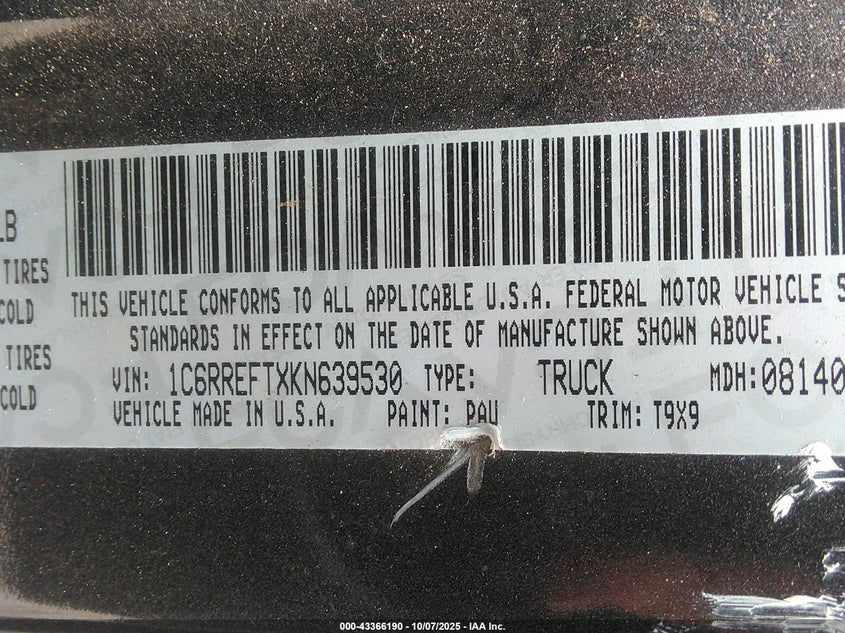 LB
TIRES
COLD
TIRES
COLD
THIS VEHICLE CONFORMS TO ALL APPLICABLE U.S.A. FEDERAL MOTOR VEHICLE S
STANDARDS IN EFFECT ON THE DATE OF MANUFACTURE SHOWN ABOVE.
VIN: 1C6RREFTXKN639530 TYPE: TRUCK MDH: 08140
VEHICLE MADE IN U.S.A. PAINT: PAU TRIM: T9X9
000-43366190 - 10/07/2025 - IAA Inc.